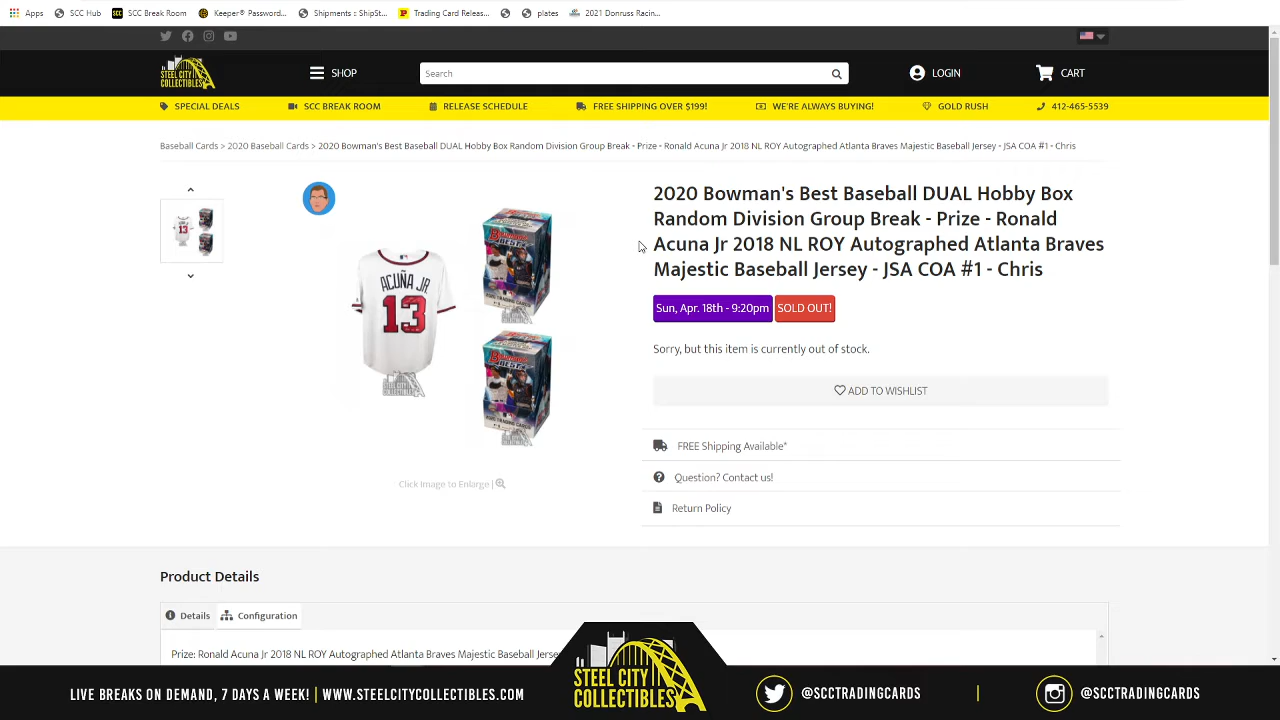 Apps SCC Hub SCC Break Room Keeper® Password... Shipments :: ShipSt... Trading Card Releas... plates 2021 Donruss Racin...
STEEL CITY
COLLECTIBLES
SHOP
Search
LOGIN
CART
SPECIAL DEALS SCC BREAK ROOM RELEASE SCHEDULE FREE SHIPPING OVER $199! WE'RE ALWAYS BUYING! GOLD RUSH 412-465-5539
Baseball Cards > 2020 Baseball Cards > 2020 Bowman's Best Baseball DUAL Hobby Box Random Division Group Break - Prize - Ronald Acuna Jr 2018 NL ROY Autographed Atlanta Braves Majestic Baseball Jersey - JSA COA #1 - Chris
ACUÑA JR.
13
2020 Bowman's Best Baseball DUAL Hobby Box
Random Division Group Break - Prize - Ronald
Acuna Jr 2018 NL ROY Autographed Atlanta Braves
Majestic Baseball Jersey - JSA COA #1 - Chris
Sun, Apr. 18th - 9:20pm SOLD OUT!
Sorry, but this item is currently out of stock.
ADD TO WISHLIST
FREE Shipping Available*
Question? Contact us!
Return Policy
Click Image to Enlarge |
Product Details
Details Configuration
Prize: Ronald Acuna Jr 2018 NL ROY Autographed Atlanta Braves Majestic Baseball Jerse
LIVE BREAKS ON DEMAND, 7 DAYS A WEEK! | WWW.STEELCITYCOLLECTIBLES.COM
STEEL CITY
COLLECTIBLES
@SCCTRADINGCARDS | @SCCTRADINGCARDS